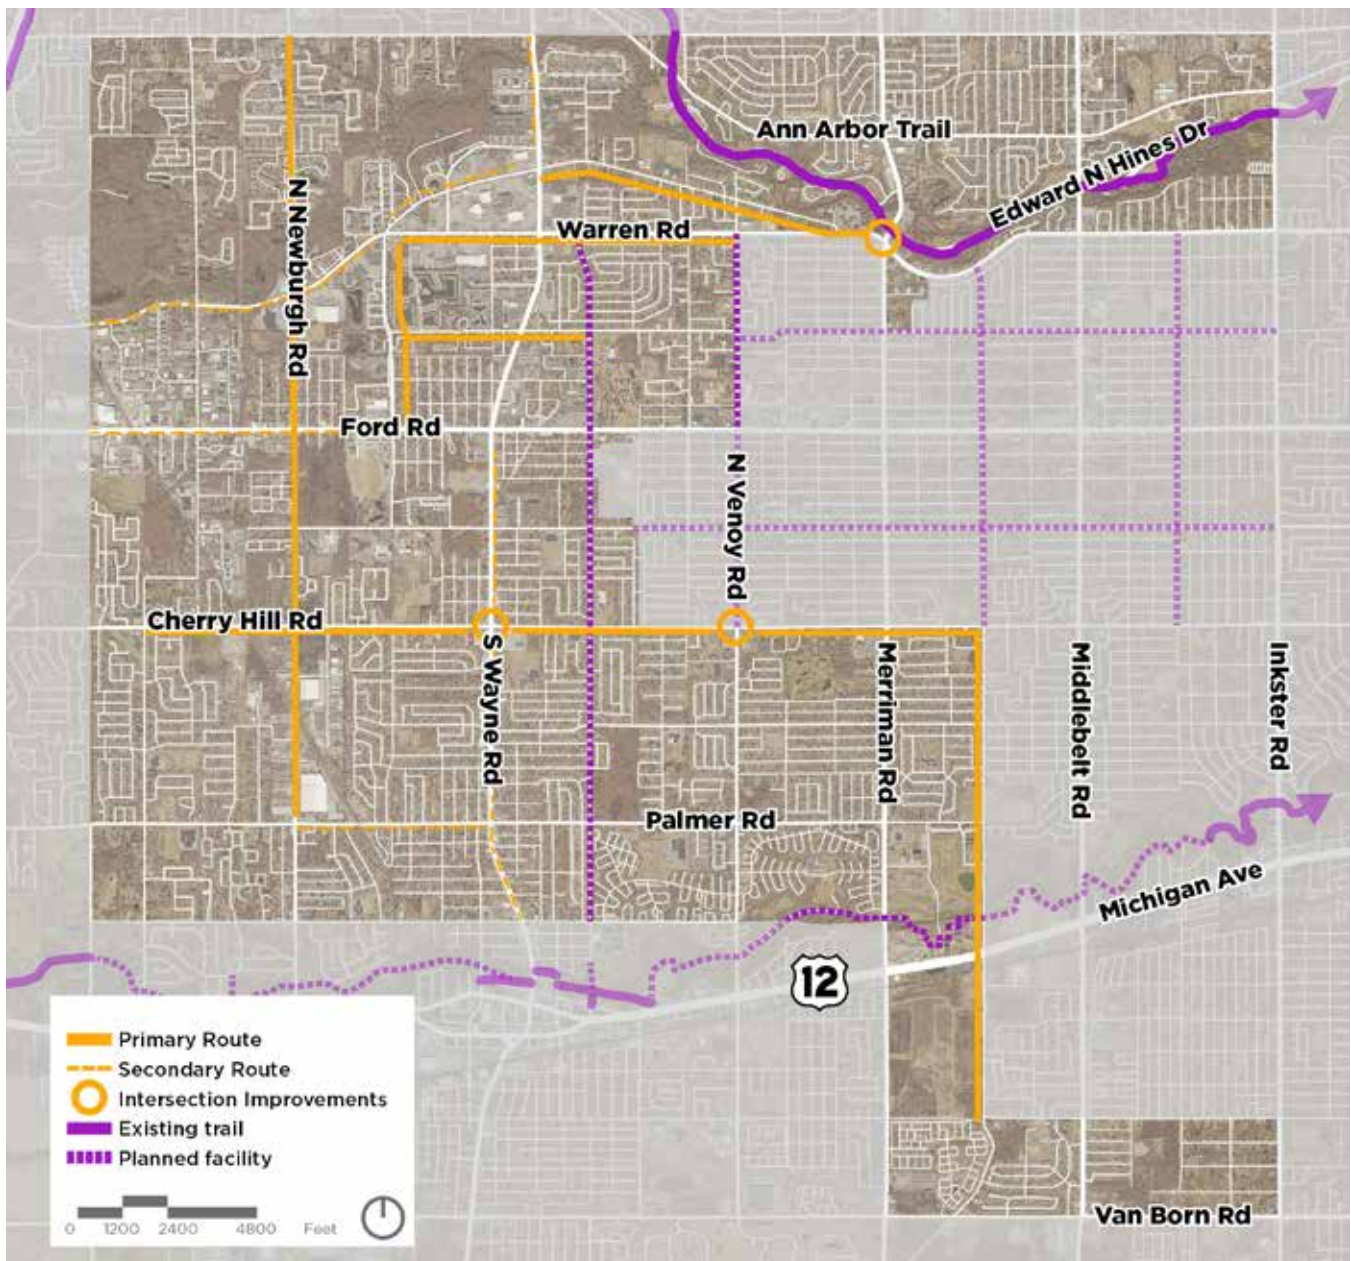 Ann Arbor Trail
Edward N Hines Dr
N Newburgh Rd
Warren Rd
Ford Rd
N Venoy Rd
Cherry Hill Rd
S Wayne Rd
Merriman Rd
Middlebelt Rd
Inkster Rd
Palmer Rd
Michigan Ave
12
Primary Route
Secondary Route
Intersection Improvements
Existing trail
Planned facility
0 1200 2400 4800 Feet
Van Born Rd